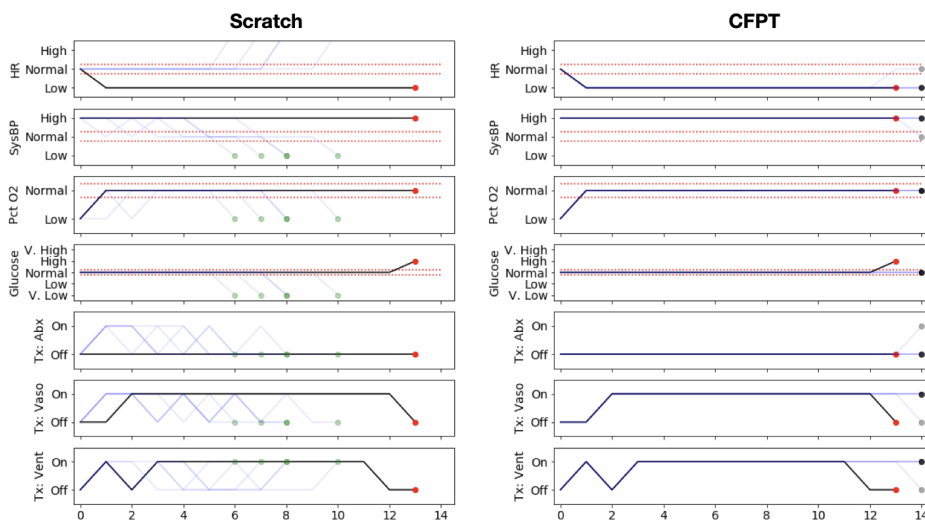 Scratch
CFPT
HR
High
Normal
Low
HR
High
Normal
Low
SysBP
High
Normal
Low
SysBP
High
Normal
Low
Pct O2
Normal
Low
Pct O2
Normal
Low
Glucose
V. High
High
Normal
Low
V. Low
Glucose
V. High
High
Normal
Low
V. Low
Tx: Abx
On
Off
Tx: Abx
On
Off
Tx: Vaso
On
Off
Tx: Vaso
On
Off
Tx: Vent
On
Off
Tx: Vent
On
Off
0 2 4 6 8 10 12 14
0 2 4 6 8 10 12 14